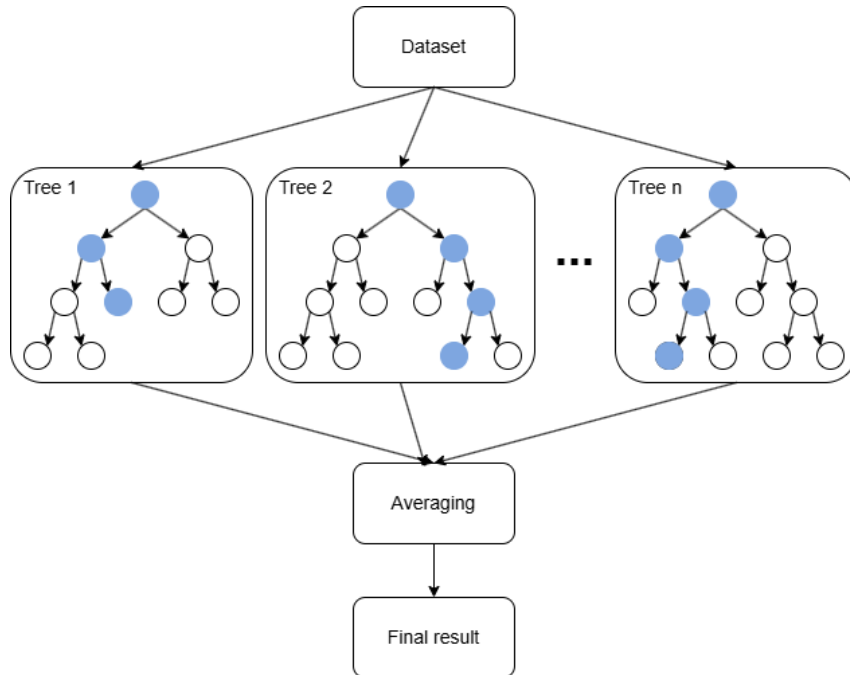 Dataset
Tree 1
Tree 2
...
Tree n
Averaging
Final result